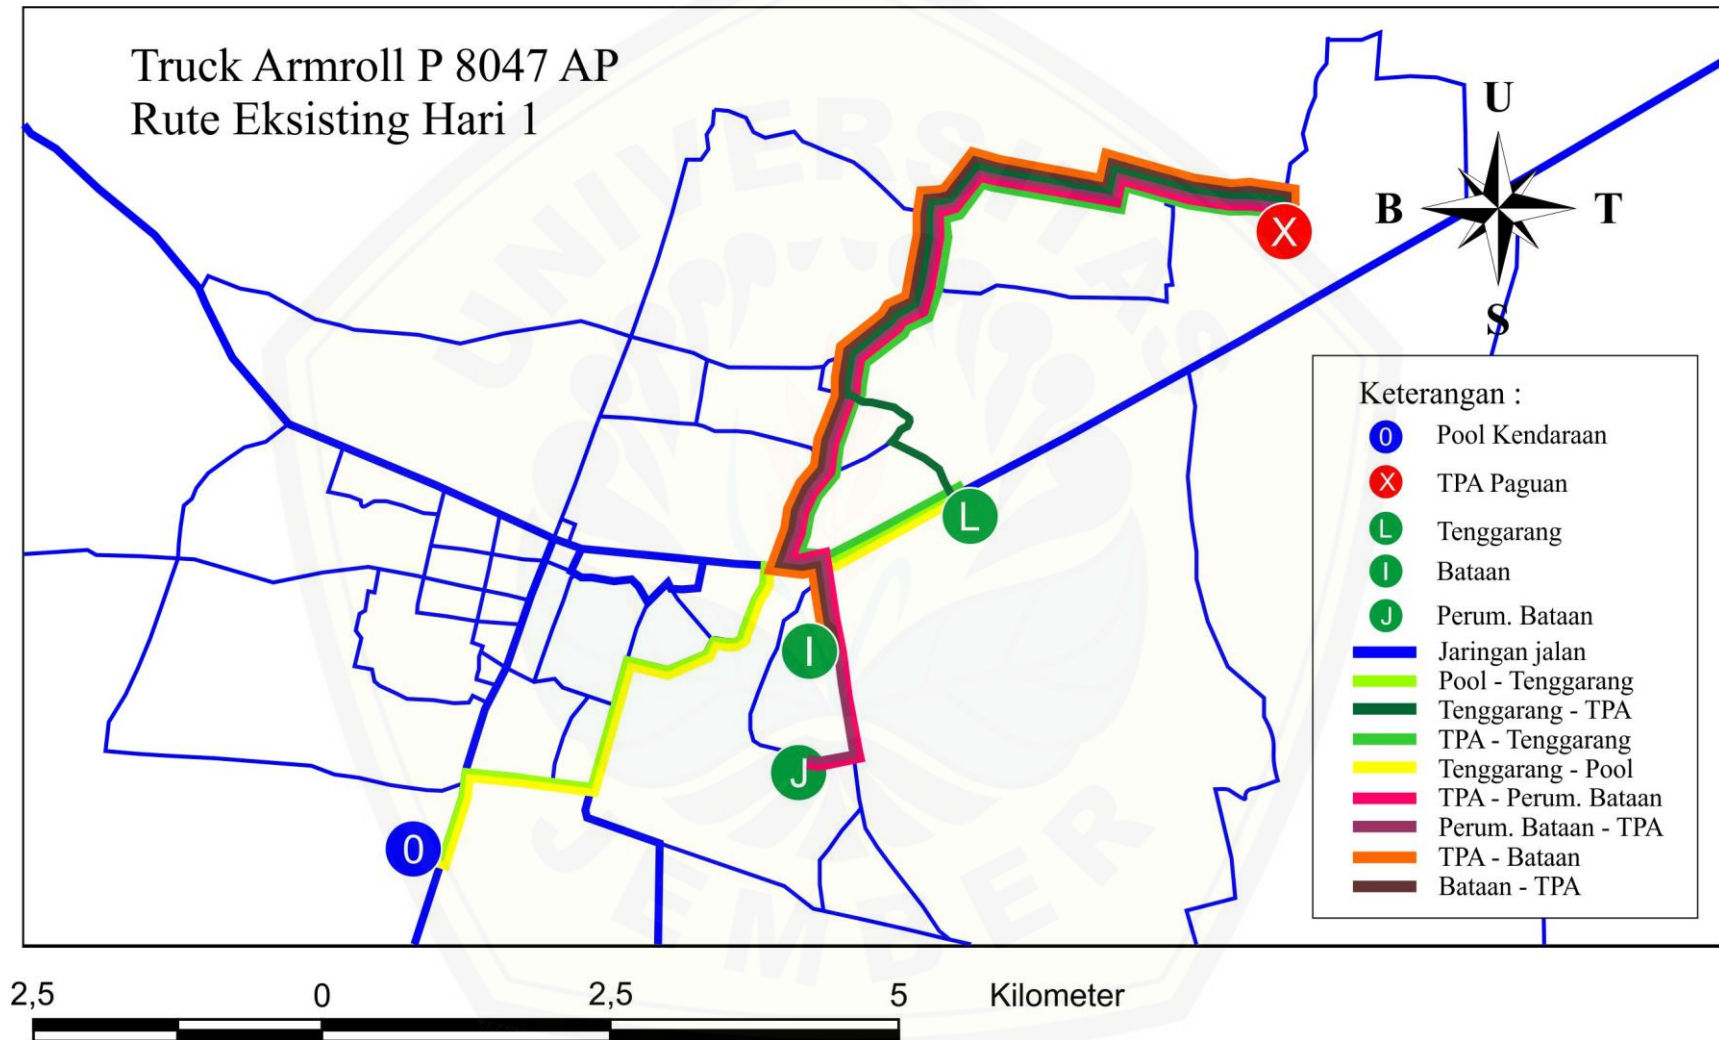 Truck Armroll P 8047 AP
Rute Eksisting Hari 1
UNIVERSITAS
JEMBER
U
B
T
S
X
L
I
J
0
Keterangan :
0 Pool Kendaraan
X TPA Paguan
L Tenggarang
I Bataan
J Perum. Bataan
Jaringan jalan
Pool - Tenggarang
Tenggarang - TPA
TPA - Tenggarang
Tenggarang - Pool
TPA - Perum. Bataan
Perum. Bataan - TPA
TPA - Bataan
Bataan - TPA
2,5 0 2,5 5 Kilometer